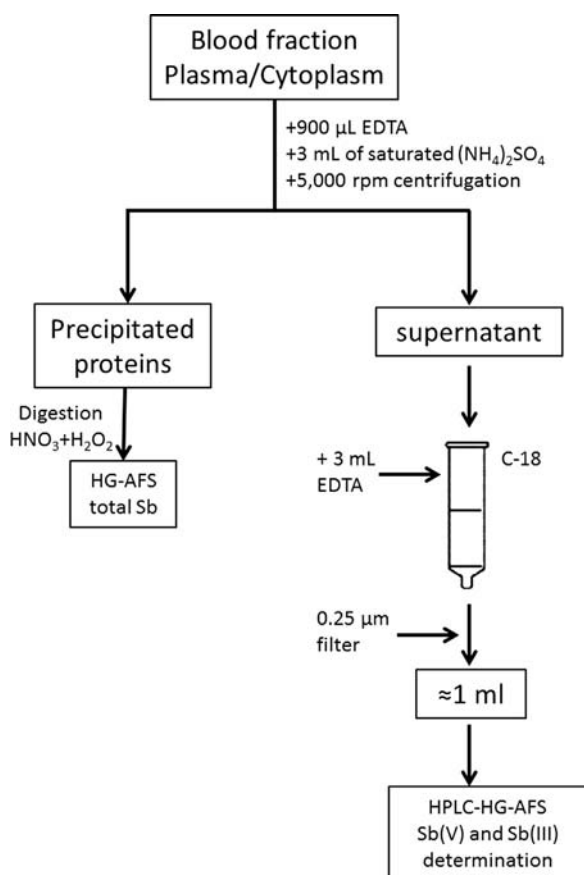 Blood fraction
Plasma/Cytoplasm
+900 µL EDTA
+3 mL of saturated (NH₄)₂SO₄
+5,000 rpm centrifugation
Precipitated
proteins
supernatant
Digestion
HNO₃+H₂O₂
HG-AFS
total Sb
+ 3 mL
EDTA
C-18
0.25 µm
filter
≈1 ml
HPLC-HG-AFS
Sb(V) and Sb(III)
determination